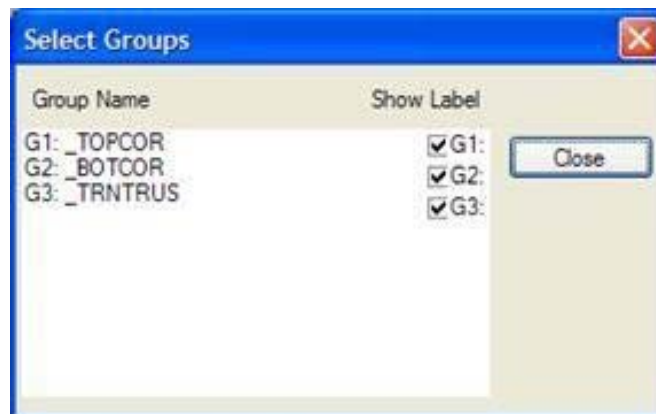 Select Groups
Group Name Show Label
G1: _TOPCOR G1:
G2: _BOTCOR G2:
G3: _TRNTRUS G3:
Close